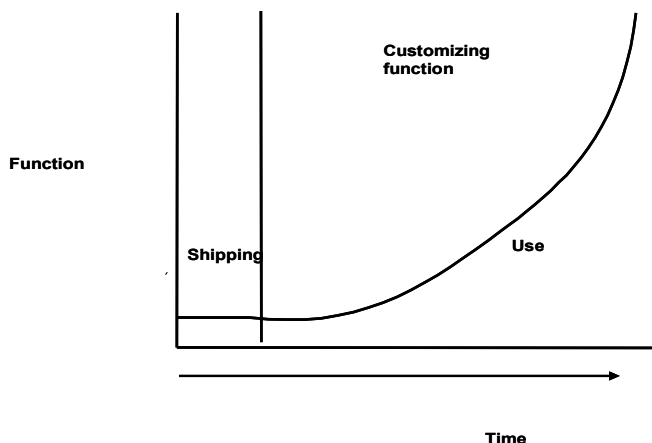 Customizing
function
Function
Shipping
Use
Time